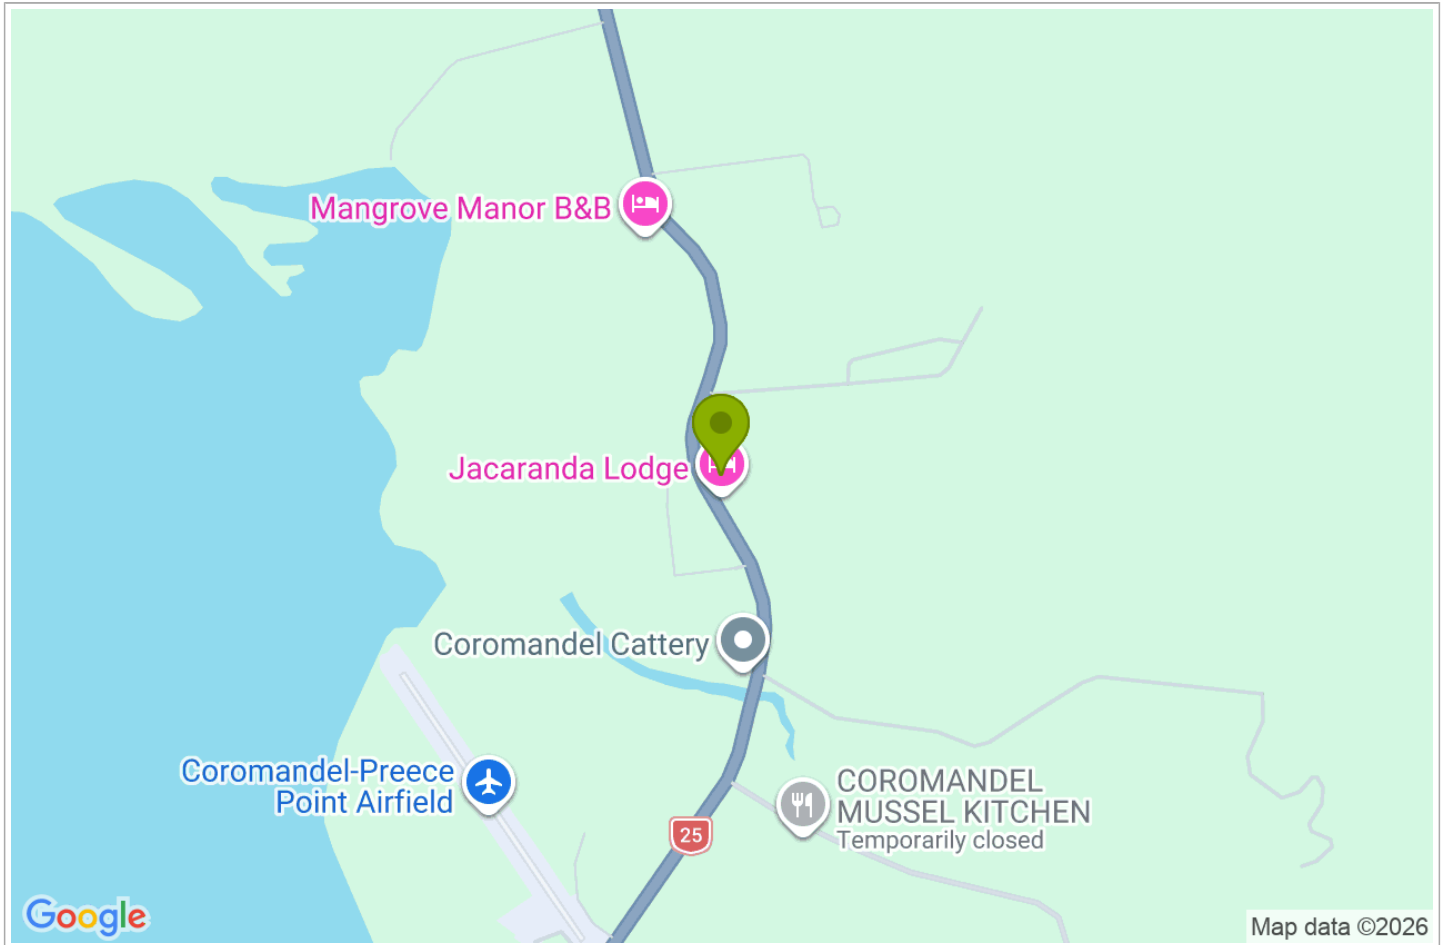 Mangrove Manor B&B
Jacaranda Lodge
Coromandel Cattery
Coromandel-Preece
Point Airfield
COROMANDEL
MUSSEL KITCHEN
Temporarily closed
25
Google
Map data ©2026